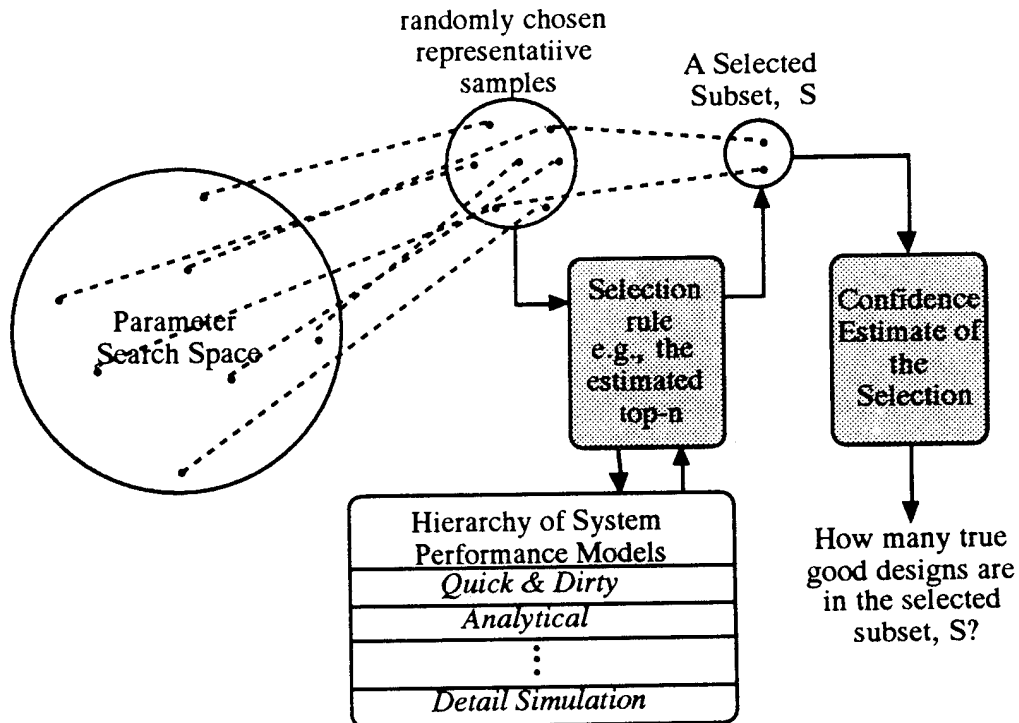 randomly chosen
representatiive
samples
A Selected
Subset, S
Parameter
Search Space
Selection
rule
e.g., the
estimated
top-n
Confidence
Estimate of
the
Selection
Hierarchy of System
Performance Models
Quick & Dirty
Analytical
Detail Simulation
How many true
good designs are
in the selected
subset, S?